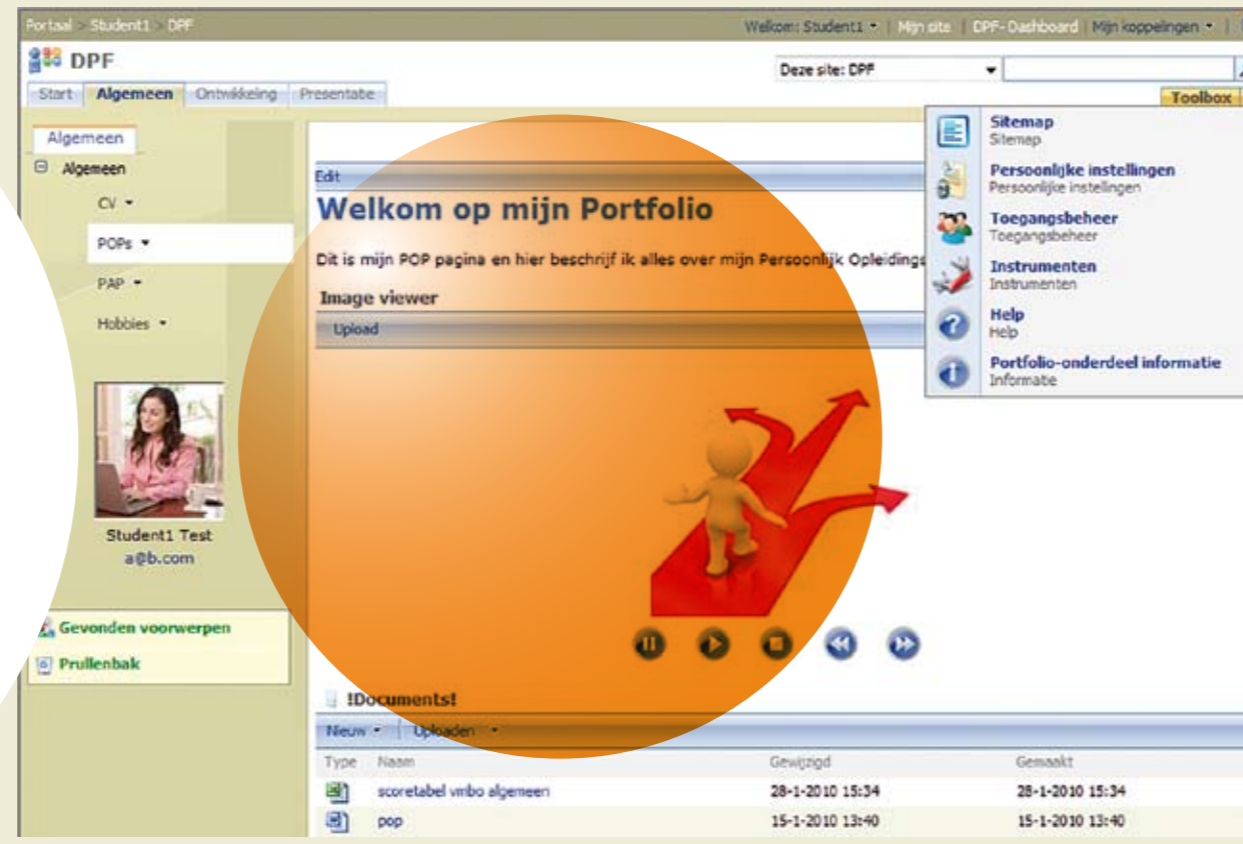 Portaal > Student1 > DPF
Welkom: Student1 | Mijn site | DPF-Dashboard | Mijn koppelingen
DPF
Deze site: DPF
Start Algemeen Ontwikkeling Presentatie
Toolbox
Algemeen
Algemeen
CV
POPs
PAP
Hobbies
Student1 Test
a@b.com
Gevonden voorwerpen
Prullenbak
Edit
Welkom op mijn Portfolio
Dit is mijn POP pagina en hier beschrijf ik alles over mijn Persoonlijk Opleidings
Image viewer
Upload
Sitemap
Sitemap
Persoonlijke instellingen
Persoonlijke instellingen
Toegangsbeheer
Toegangsbeheer
Instrumenten
Instrumenten
Help
Help
Portfolio-onderdeel informatie
Informatie
!Documents!
Nieuw | Uploaden
Type Naam Gewijzigd Gemaakt
scoretabel vmbo algemeen 28-1-2010 15:34 28-1-2010 15:34
pop 15-1-2010 13:40 15-1-2010 13:40